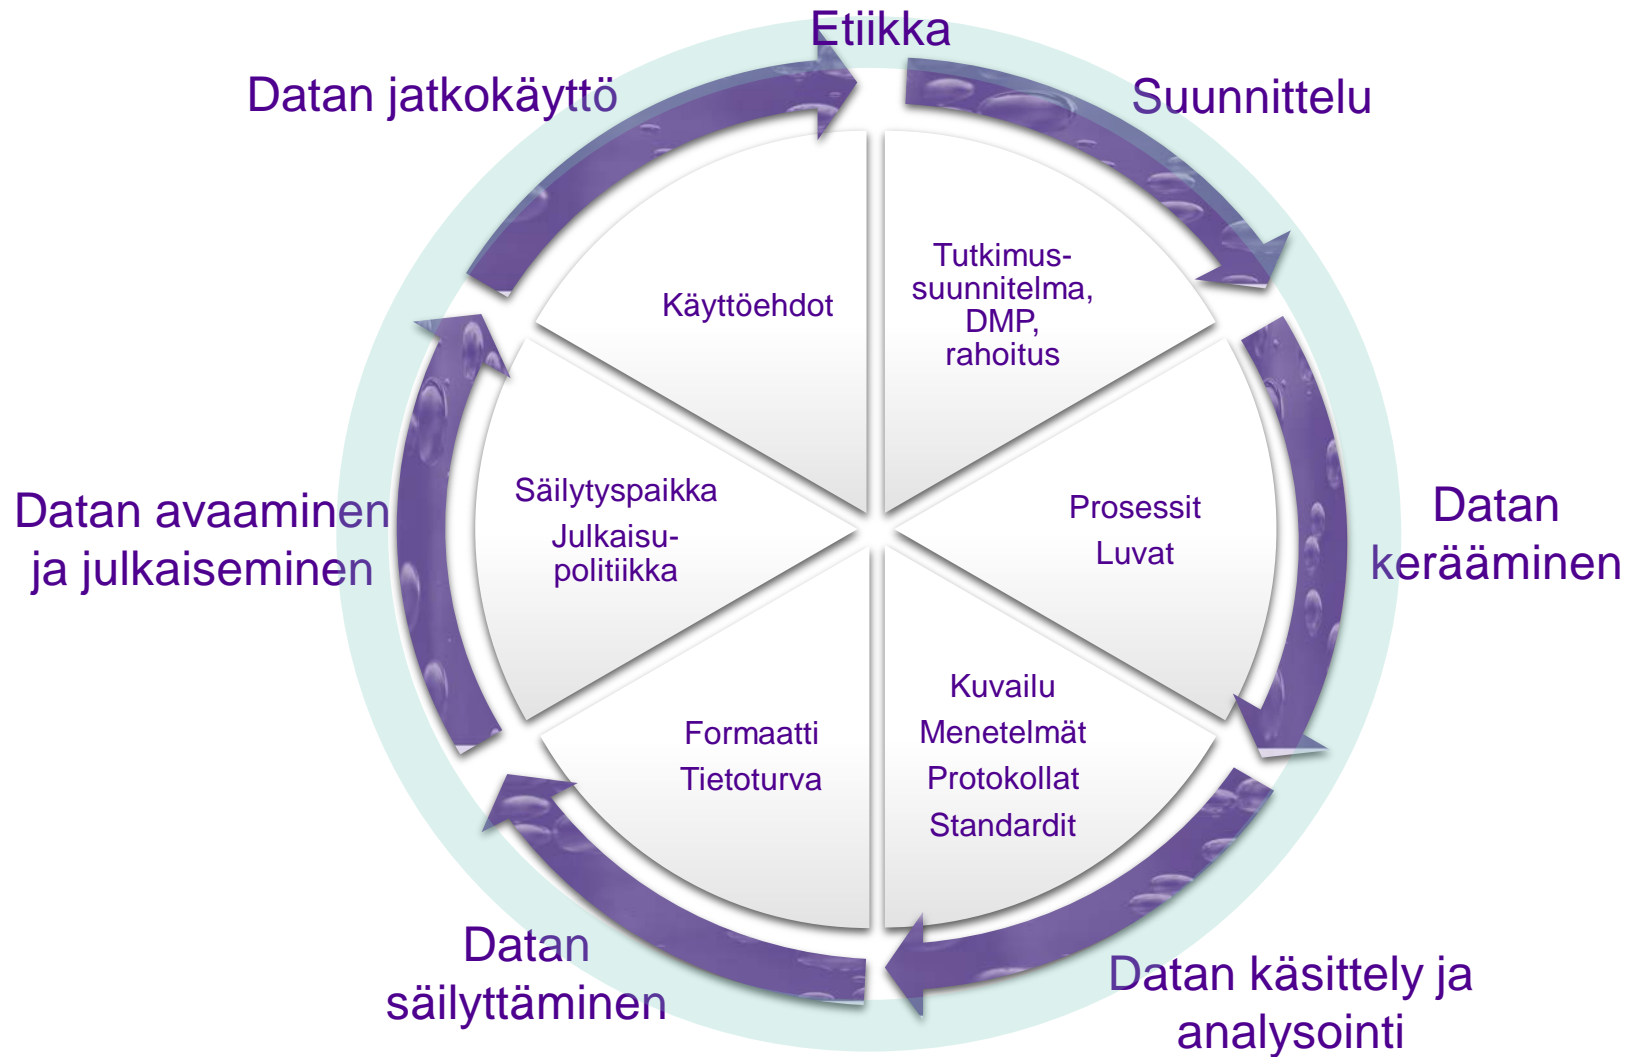 Etiikka
Suunnittelu
Tutkimus-
suunnitelma,
DMP,
rahoitus
Datan
kerääminen
Prosessit
Luvat
Datan käsittely ja
analysointi
Kuvailu
Menetelmät
Protokollat
Standardit
Datan
säilyttäminen
Formaatti
Tietoturva
Datan avaaminen
ja julkaiseminen
Säilytyspaikka
Julkaisu-
politiikka
Datan jatkokäyttö
Käyttöehdot